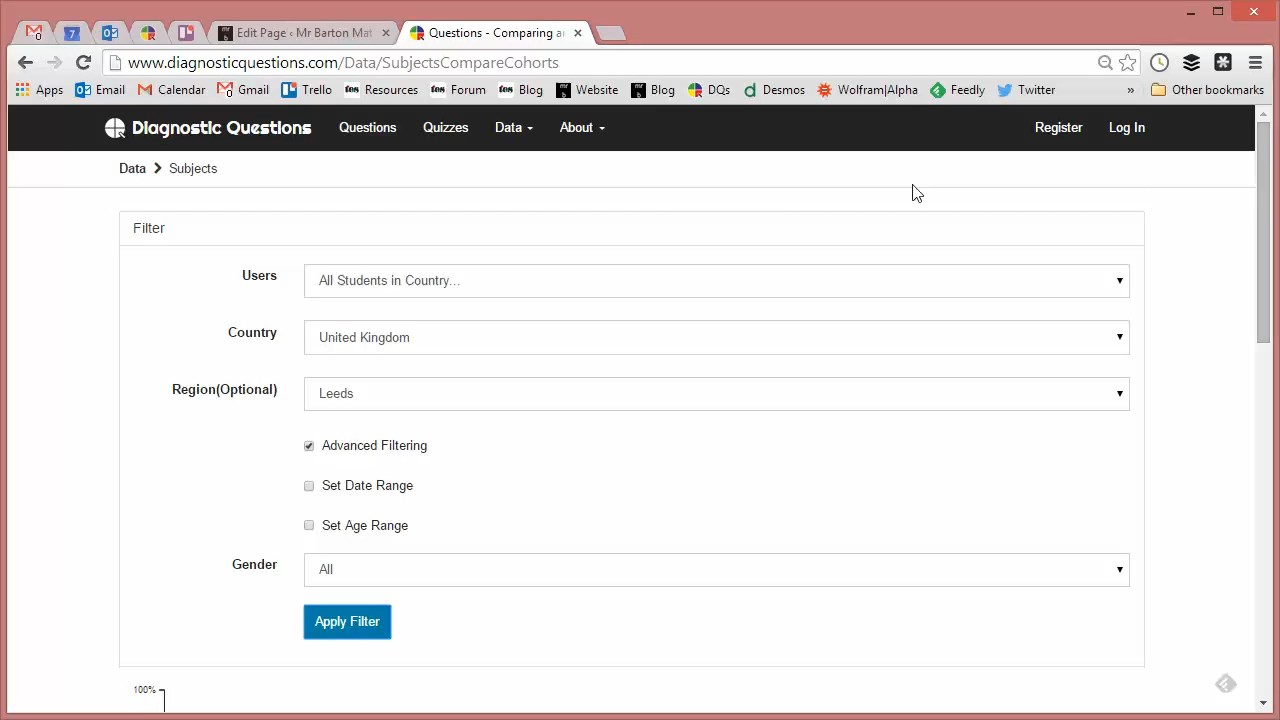 Edit Page ‹ Mr Barton Mat
Questions - Comparing a
www.diagnosticquestions.com/Data/SubjectsCompareCohorts
Apps Email Calendar Gmail Trello Resources Forum Blog Website Blog DQs Desmos Wolfram|Alpha Feedly Twitter » Other bookmarks
Diagnostic Questions Questions Quizzes Data About Register Log In
Data Subjects
Filter
Users All Students in Country...
Country United Kingdom
Region(Optional) Leeds
Advanced Filtering
Set Date Range
Set Age Range
Gender All
Apply Filter
100%